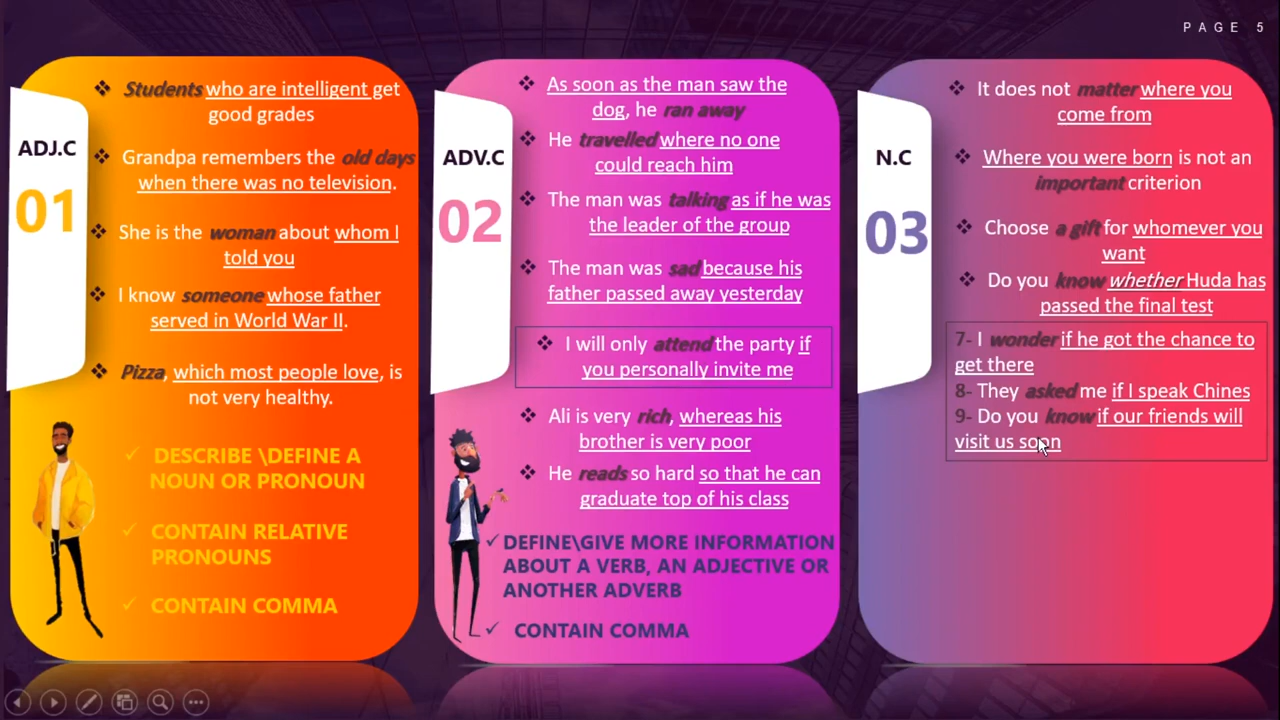 PAGE 5
ADJ.C
01
❖ Students who are intelligent get
good grades
❖ Grandpa remembers the old days
when there was no television.
❖ She is the woman about whom I
told you
❖ I know someone whose father
served in World War II.
❖ Pizza, which most people love, is
not very healthy.
✓ DESCRIBE \DEFINE A
NOUN OR PRONOUN
✓ CONTAIN RELATIVE
PRONOUNS
✓ CONTAIN COMMA
ADV.C
02
❖ As soon as the man saw the
dog, he ran away
❖ He travelled where no one
could reach him
❖ The man was talking as if he was
the leader of the group
❖ The man was sad because his
father passed away yesterday
❖ I will only attend the party if
you personally invite me
❖ Ali is very rich, whereas his
brother is very poor
❖ He reads so hard so that he can
graduate top of his class
✓ DEFINE\GIVE MORE INFORMATION
ABOUT A VERB, AN ADJECTIVE OR
ANOTHER ADVERB
✓ CONTAIN COMMA
N.C
03
❖ It does not matter where you
come from
❖ Where you were born is not an
important criterion
❖ Choose a gift for whomever you
want
❖ Do you know whether Huda has
passed the final test
7- I wonder if he got the chance to
get there
8- They asked me if I speak Chines
9- Do you know if our friends will
visit us soon